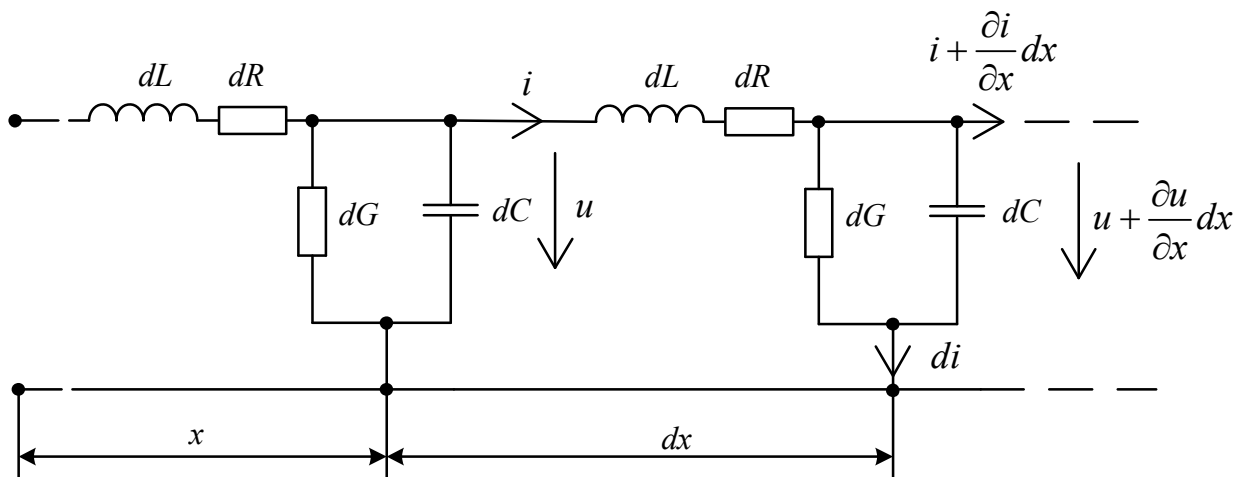 i + ∂i/∂x dx
dL dR i dL dR
dG dC u dG dC u + ∂u/∂x dx
di
x dx